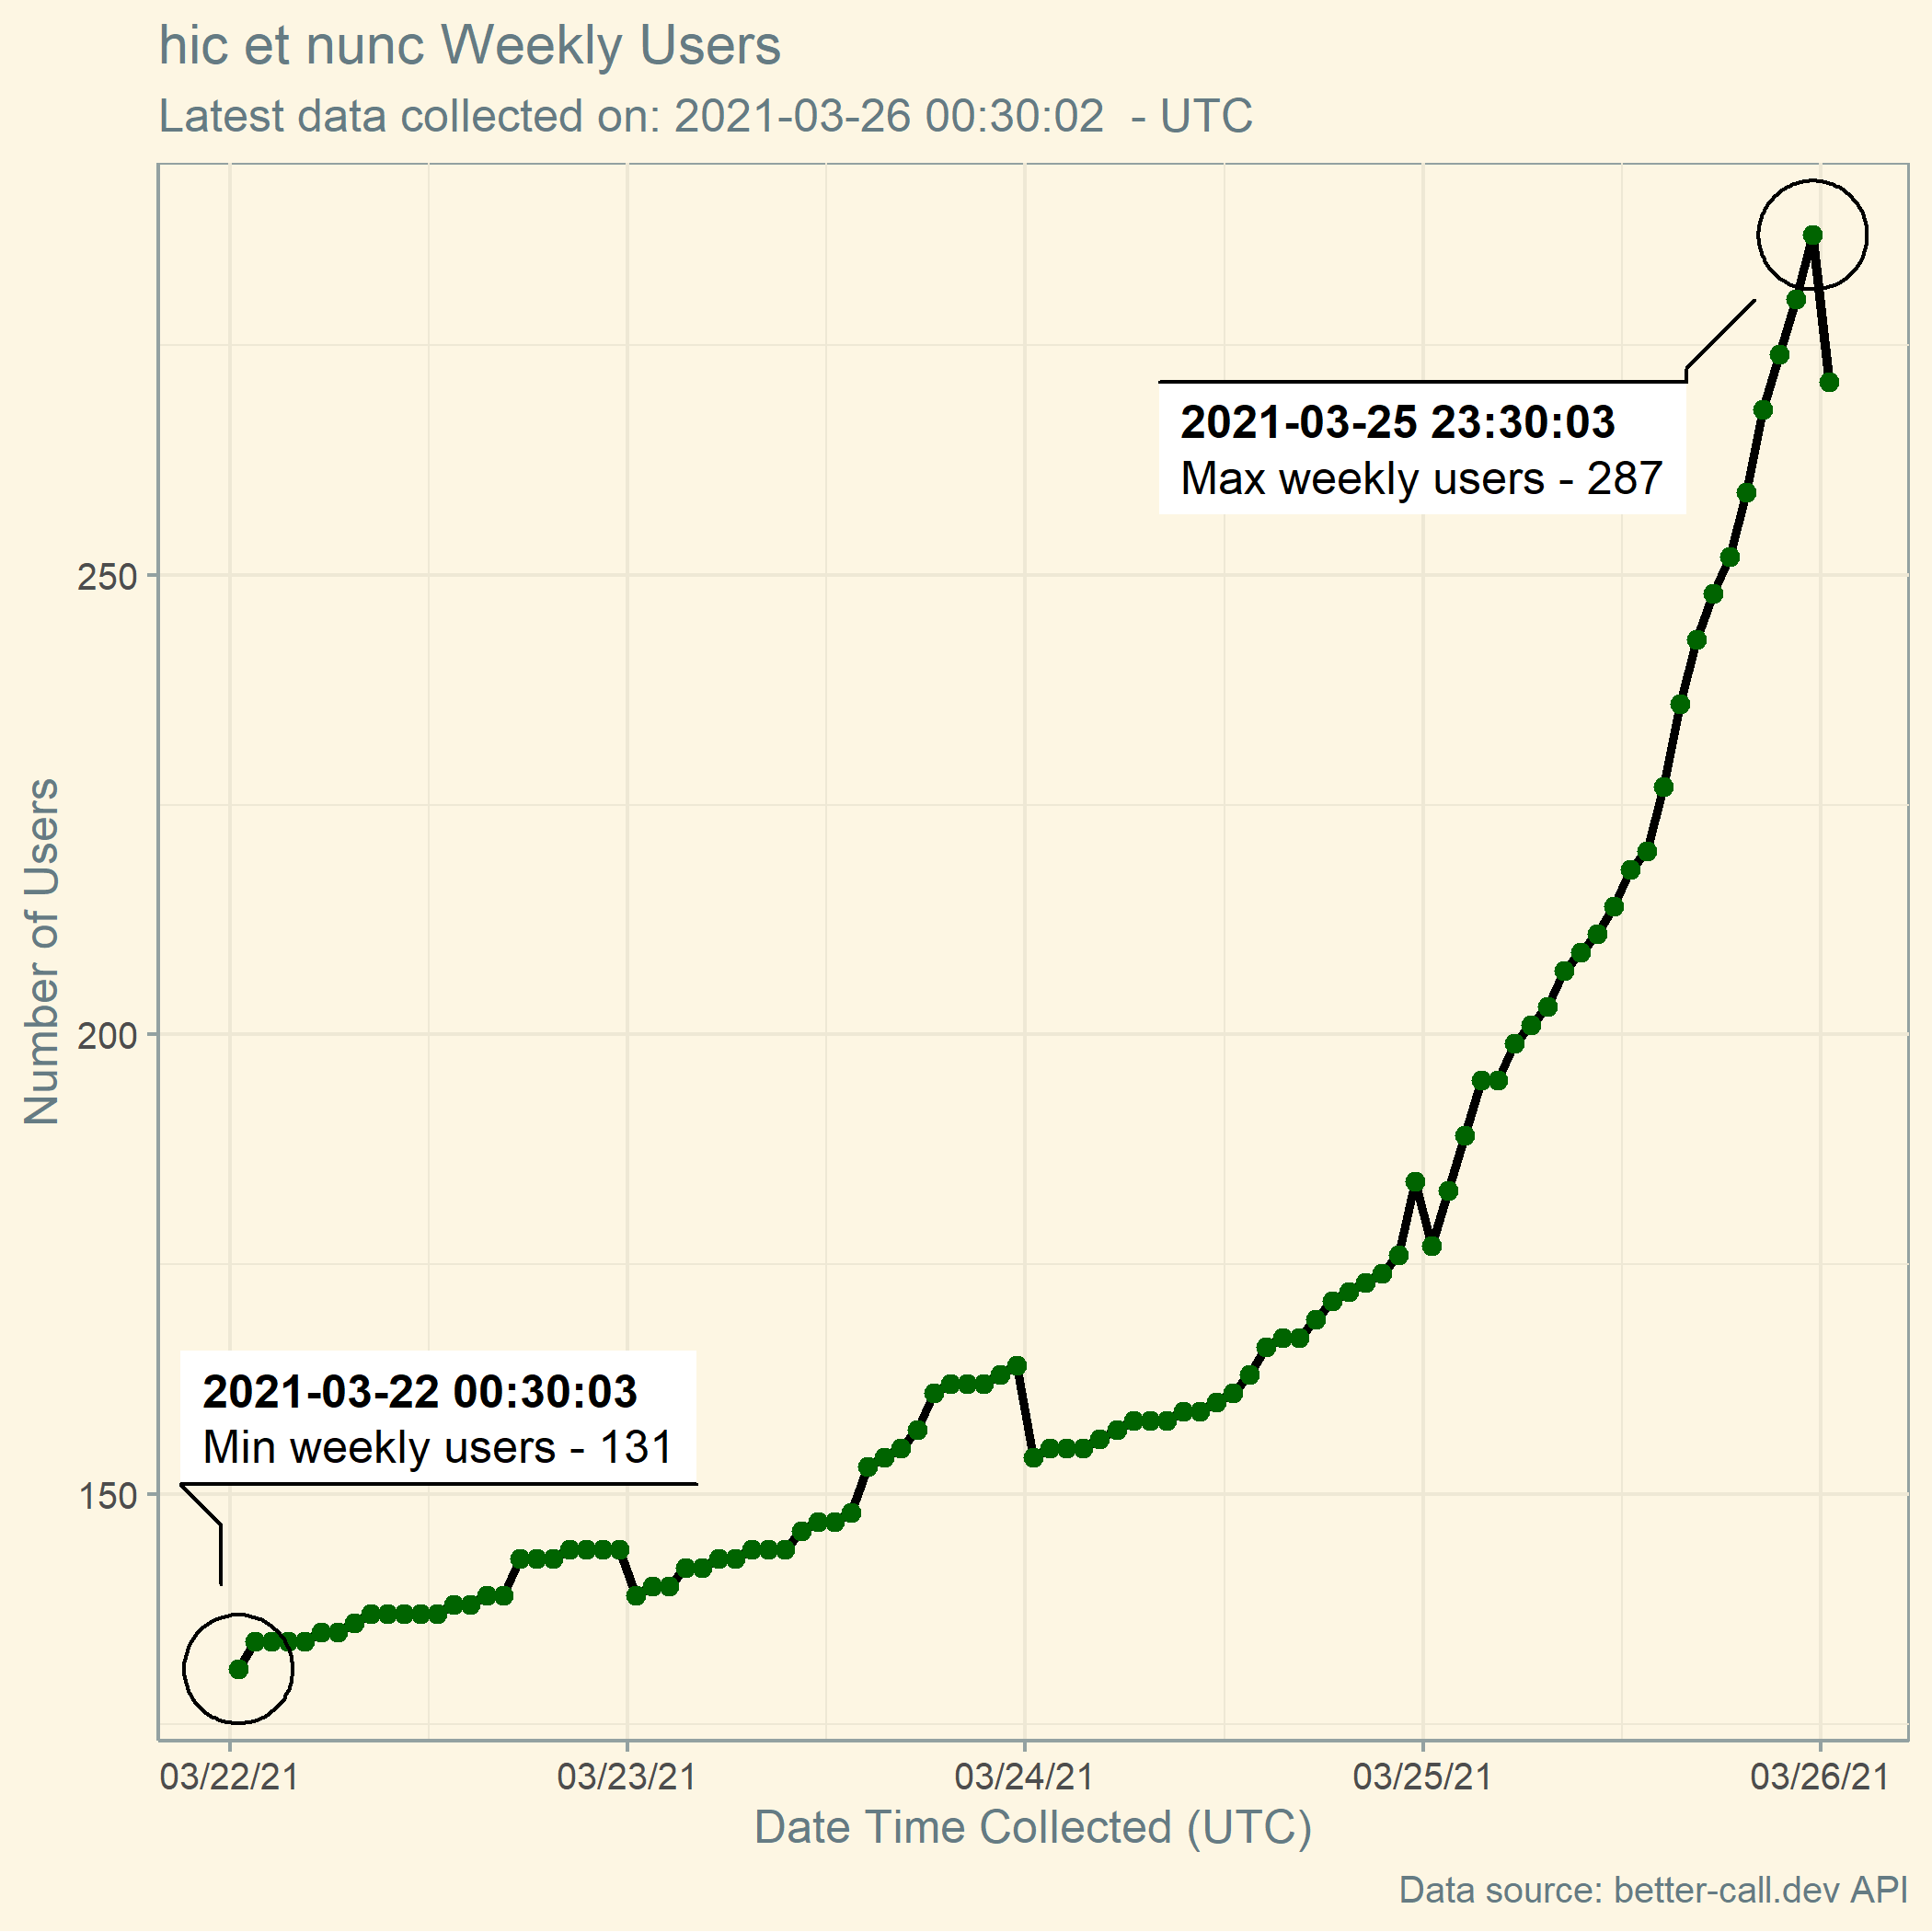 hic et nunc Weekly Users
Latest data collected on: 2021-03-26 00:30:02  - UTC
2021-03-25 23:30:03
Max weekly users - 287
250
200
150
Number of Users
2021-03-22 00:30:03
Min weekly users - 131
03/22/21 03/23/21 03/24/21 03/25/21 03/26/21
Date Time Collected (UTC)
Data source: better-call.dev API